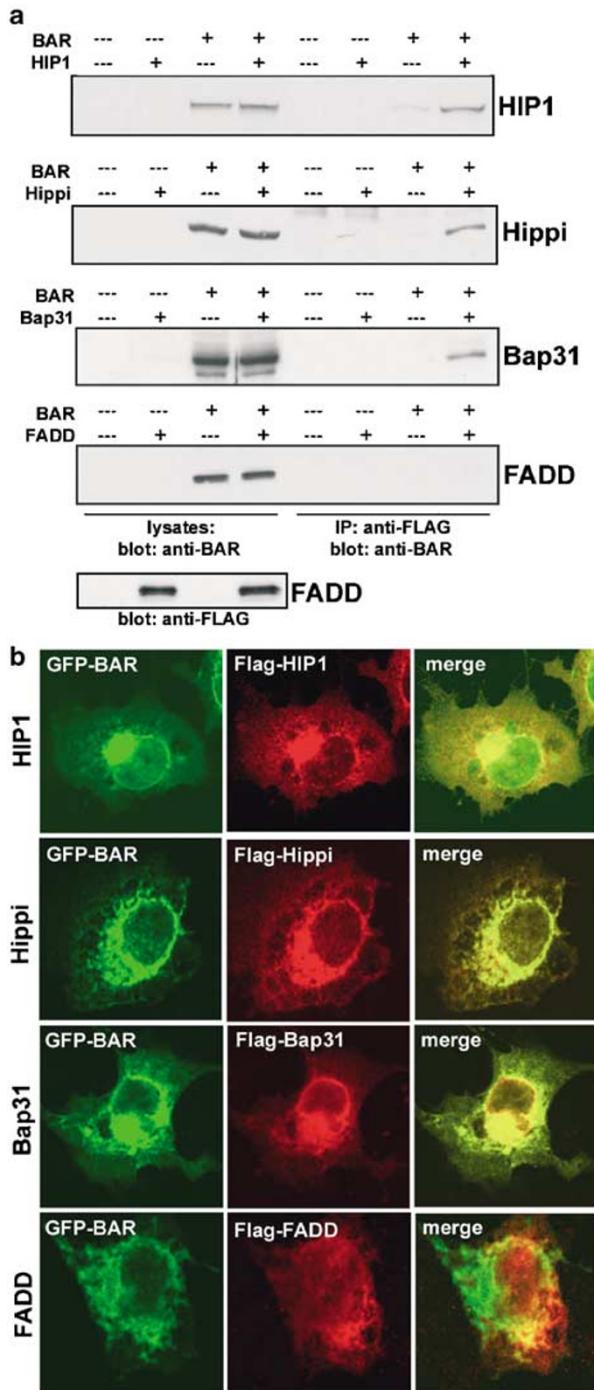 a
BAR --- --- + + --- --- + +
HIP1 --- + --- + --- + --- +
HIP1
BAR --- --- + + --- --- + +
Hippi --- + --- + --- + --- +
Hippi
BAR --- --- + + --- --- + +
Bap31 --- + --- + --- + --- +
Bap31
BAR --- --- + + --- --- + +
FADD --- + --- + --- + --- +
FADD
lysates: IP: anti-FLAG
blot: anti-BAR blot: anti-BAR
FADD
blot: anti-FLAG
b
HIP1
GFP-BAR Flag-HIP1 merge
Hippi
GFP-BAR Flag-Hippi merge
Bap31
GFP-BAR Flag-Bap31 merge
FADD
GFP-BAR Flag-FADD merge